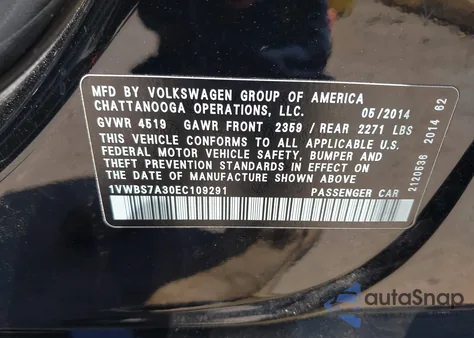 MFD BY VOLKSWAGEN GROUP OF AMERICA
CHATTANOOGA OPERATIONS, LLC. 05/2014
GVWR 4519 GAWR FRONT 2359 / REAR 2271 LBS
THIS VEHICLE CONFORMS TO ALL APPLICABLE U.S.
FEDERAL MOTOR VEHICLE SAFETY, BUMPER AND
THEFT PREVENTION STANDARDS IN EFFECT ON
THE DATE OF MANUFACTURE SHOWN ABOVE
1VWBS7A30EC109291 PASSENGER CAR
2120636 2014 62
autoSnap